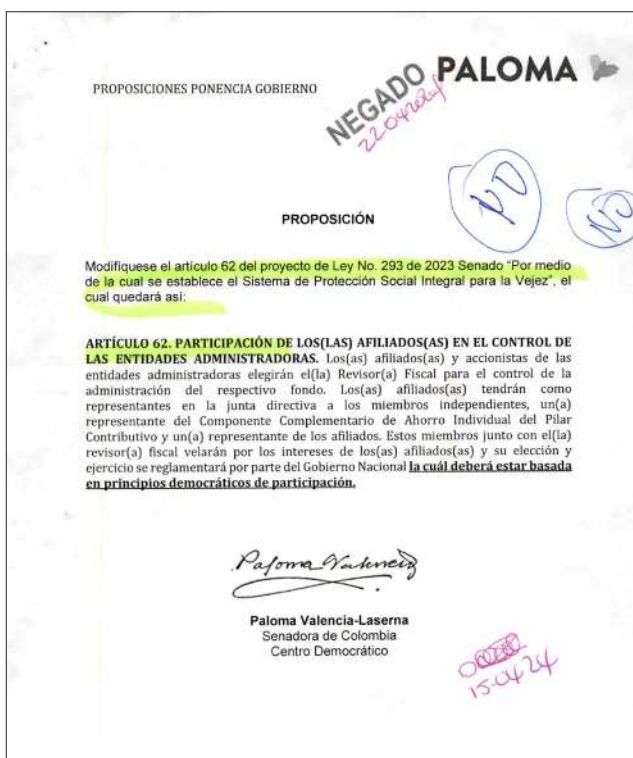 PROPOSICIONES PONENCIA GOBIERNO
PALOMA
NEGADO
22042024
NO
NO
PROPOSICIÓN
Modifíquese el artículo 62 del proyecto de Ley No. 293 de 2023 Senado "Por medio
de la cual se establece el Sistema de Protección Social Integral para la Vejez", el
cual quedará así:
ARTÍCULO 62. PARTICIPACIÓN DE LOS(LAS) AFILIADOS(AS) EN EL CONTROL DE
LAS ENTIDADES ADMINISTRADORAS. Los(as) afiliados(as) y accionistas de las
entidades administradoras elegirán el(la) Revisor(a) Fiscal para el control de la
administración del respectivo fondo. Los(as) afiliados(as) tendrán como
representantes en la junta directiva a los miembros independientes, un(a)
representante del Componente Complementario de Ahorro Individual del Pilar
Contributivo y un(a) representante de los afiliados. Estos miembros junto con el(la)
revisor(a) fiscal velarán por los intereses de los(as) afiliados(as) y su elección y
ejercicio se reglamentará por parte del Gobierno Nacional la cuál deberá estar basada
en principios democráticos de participación.
Paloma Valencia
Paloma Valencia-Laserna
Senadora de Colombia
Centro Democrático
15-04-24